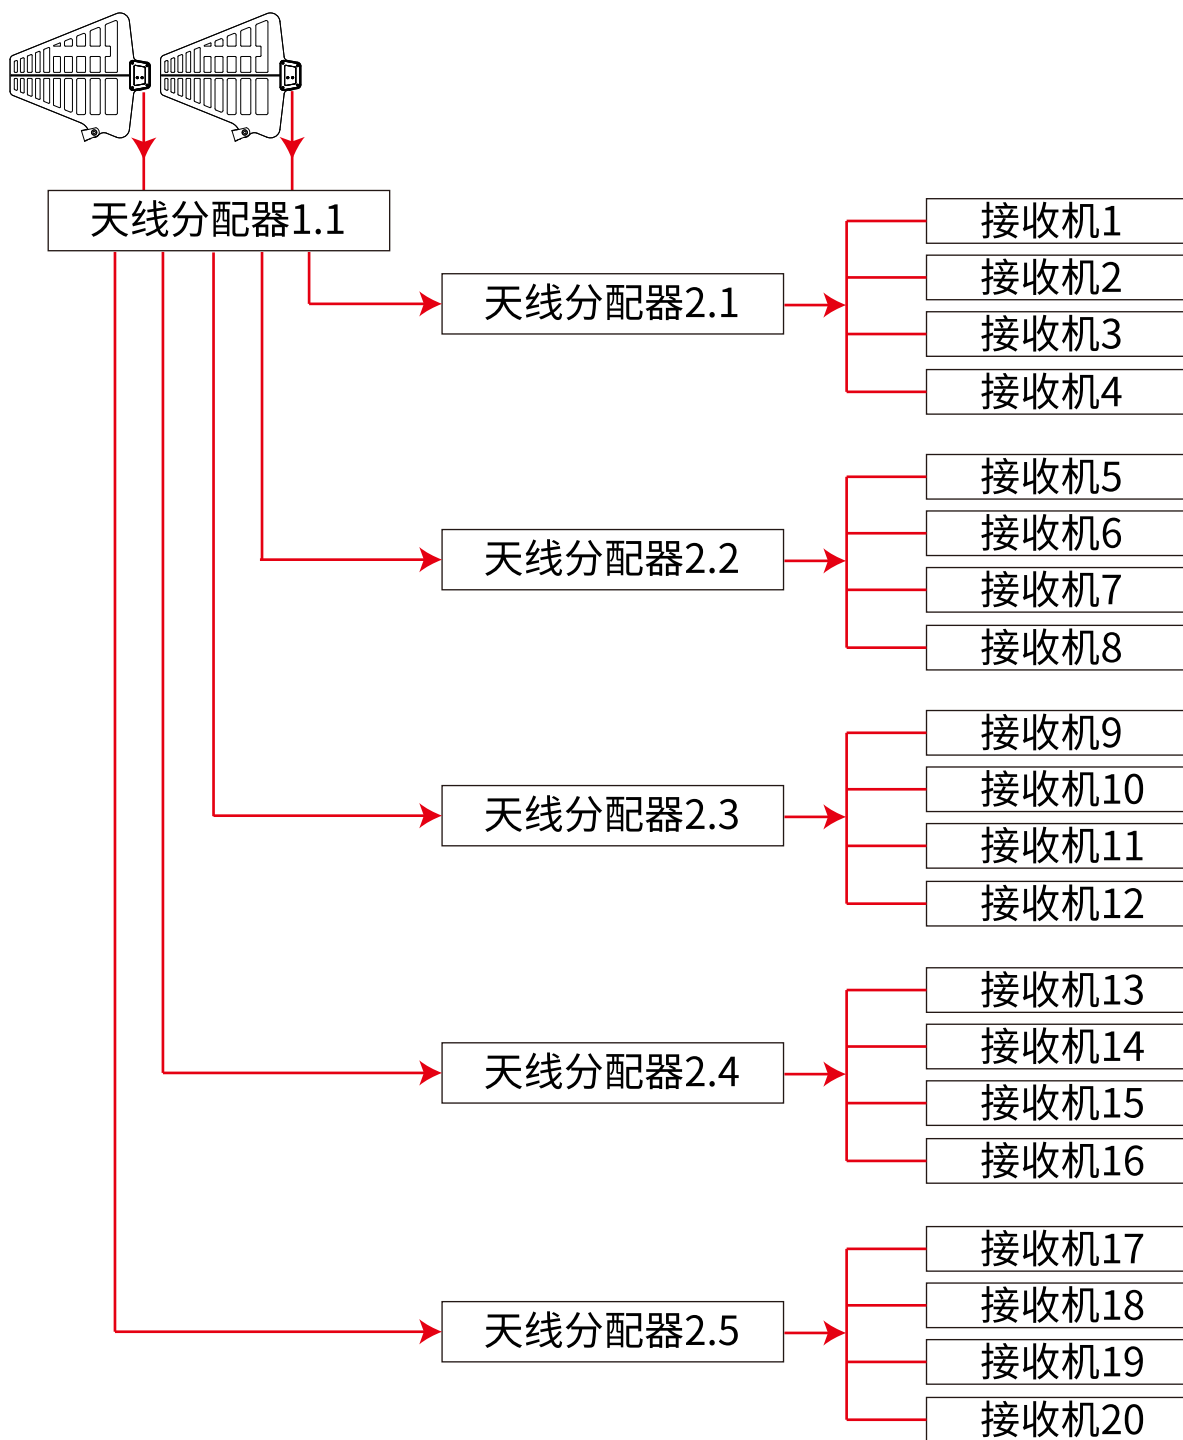 天线分配器1.1
天线分配器2.1
接收机1
接收机2
接收机3
接收机4
天线分配器2.2
接收机5
接收机6
接收机7
接收机8
天线分配器2.3
接收机9
接收机10
接收机11
接收机12
天线分配器2.4
接收机13
接收机14
接收机15
接收机16
天线分配器2.5
接收机17
接收机18
接收机19
接收机20